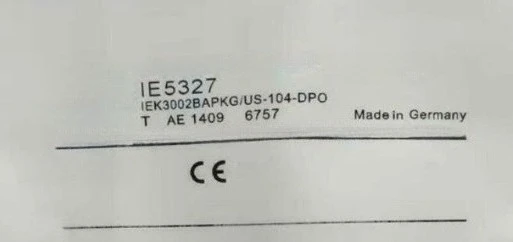 IE5327
IEK3002BAPKG/US-104-DPO
T AE 1409 6757 Made in Germany
CE